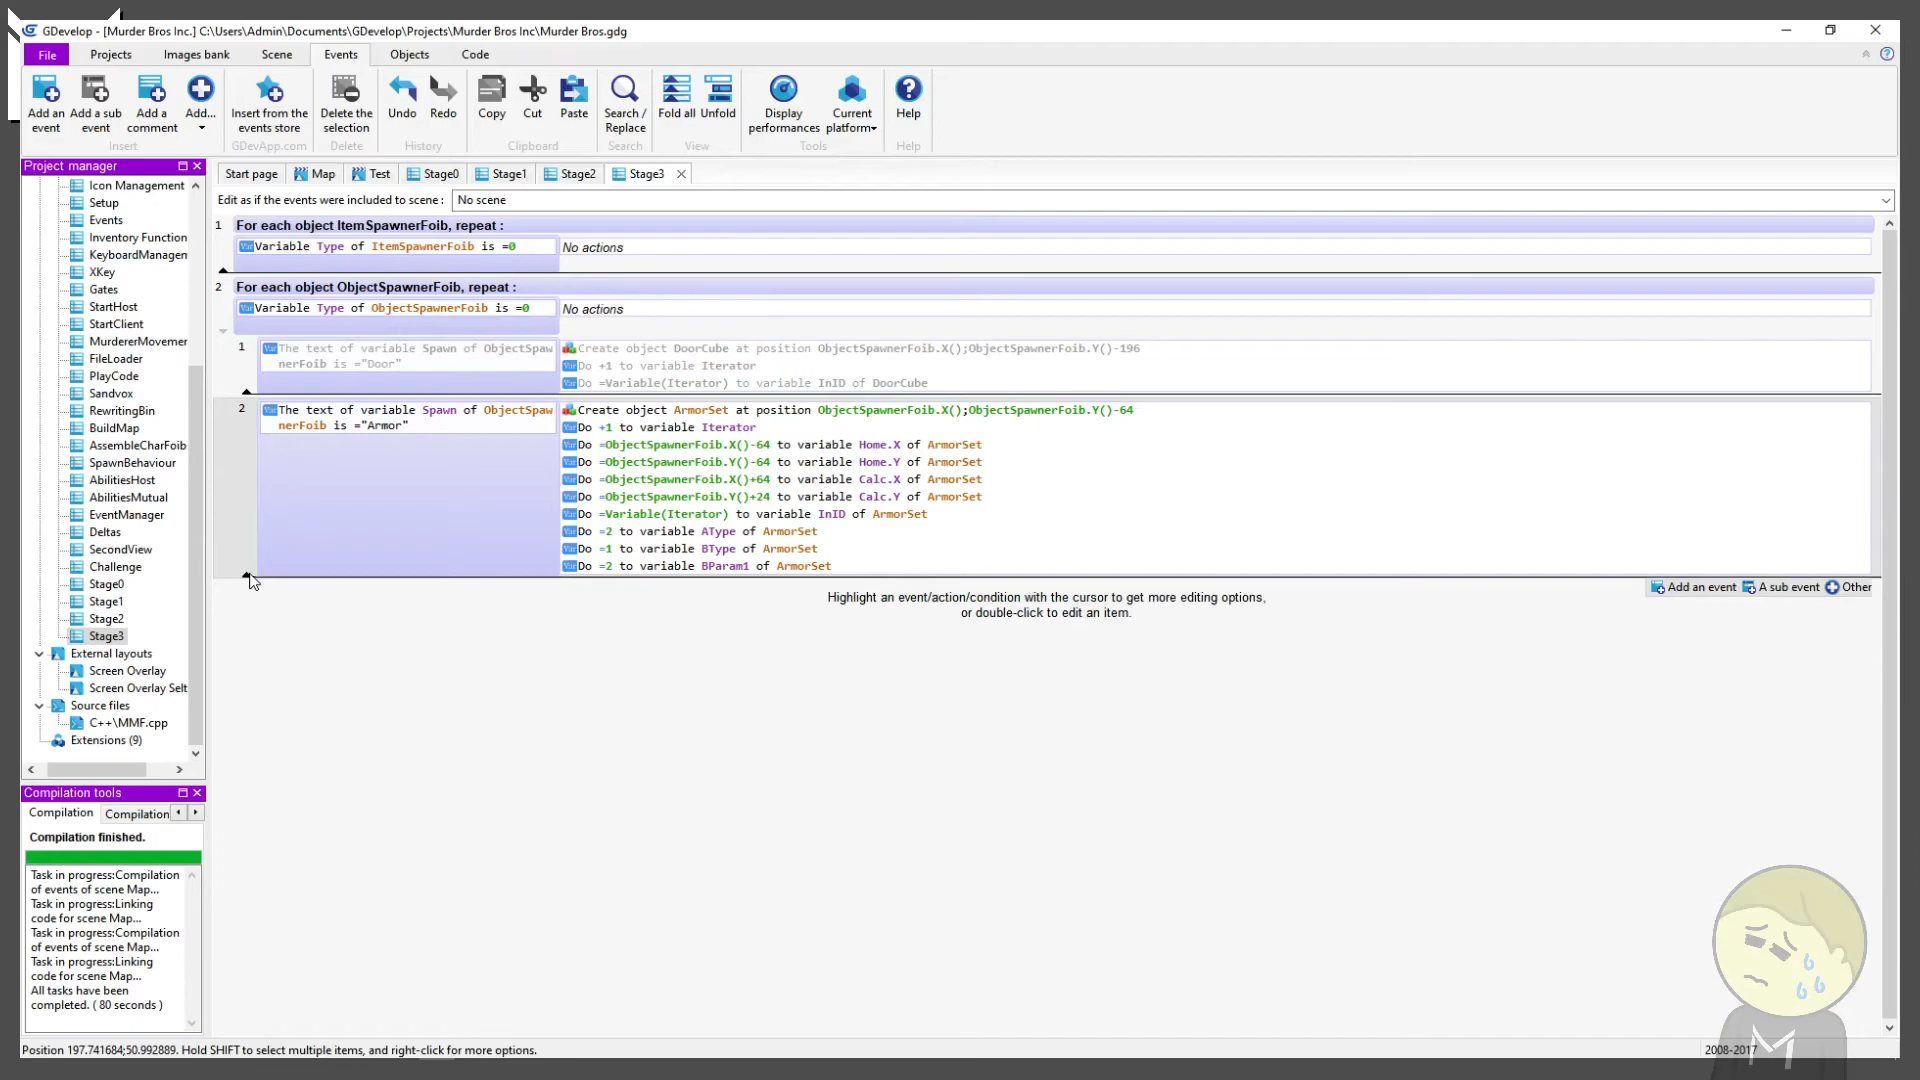 GDevelop - [Murder Bros Inc.] C:\Users\Admin\Documents\GDevelop\Projects\Murder Bros Inc\Murder Bros.gdg
File Projects Images bank Scene Events Objects Code
Add an event
Add a sub event
Add a comment
Add...
Insert from the events store
Delete the selection
Undo
Redo
Copy
Cut
Paste
Search / Replace
Fold all
Unfold
Display performances
Current platform
Help
Insert GDevApp.com Delete History Clipboard Search View Tools Help
Project manager
Icon Management
Setup
Events
Inventory Function
KeyboardManagem
XKey
Gates
StartHost
StartClient
MurdererMovemer
FileLoader
PlayCode
Sandvox
RewritingBin
BuildMap
AssembleCharFoib
SpawnBehaviour
AbilitiesHost
AbilitiesMutual
EventManager
Deltas
SecondView
Challenge
Stage0
Stage1
Stage2
Stage3
External layouts
Screen Overlay
Screen Overlay Selt
Source files
C++\MMF.cpp
Extensions (9)
Compilation tools
Compilation Compilation
Compilation finished.
Task in progress:Compilation
of events of scene Map...
Task in progress:Linking
code for scene Map...
Task in progress:Compilation
of events of scene Map...
Task in progress:Linking
code for scene Map...
All tasks have been
completed. ( 80 seconds )
Start page Map Test Stage0 Stage1 Stage2 Stage3
Edit as if the events were included to scene : No scene
1 For each object ItemSpawnerFoib, repeat :
Variable Type of ItemSpawnerFoib is =0 No actions
2 For each object ObjectSpawnerFoib, repeat :
Variable Type of ObjectSpawnerFoib is =0 No actions
1 The text of variable Spawn of ObjectSpaw
nerFoib is ="Door"
Create object DoorCube at position ObjectSpawnerFoib.X();ObjectSpawnerFoib.Y()-196
Do +1 to variable Iterator
Do =Variable(Iterator) to variable InID of DoorCube
2 The text of variable Spawn of ObjectSpaw
nerFoib is ="Armor"
Create object ArmorSet at position ObjectSpawnerFoib.X();ObjectSpawnerFoib.Y()-64
Do +1 to variable Iterator
Do =ObjectSpawnerFoib.X()-64 to variable Home.X of ArmorSet
Do =ObjectSpawnerFoib.Y()-64 to variable Home.Y of ArmorSet
Do =ObjectSpawnerFoib.X()+64 to variable Calc.X of ArmorSet
Do =ObjectSpawnerFoib.Y()+24 to variable Calc.Y of ArmorSet
Do =Variable(Iterator) to variable InID of ArmorSet
Do =2 to variable AType of ArmorSet
Do =1 to variable BType of ArmorSet
Do =2 to variable BParam1 of ArmorSet
Add an event A sub event Other
Highlight an event/action/condition with the cursor to get more editing options,
or double-click to edit an item.
Position 197.741684;50.992889. Hold SHIFT to select multiple items, and right-click for more options.
2008-2017